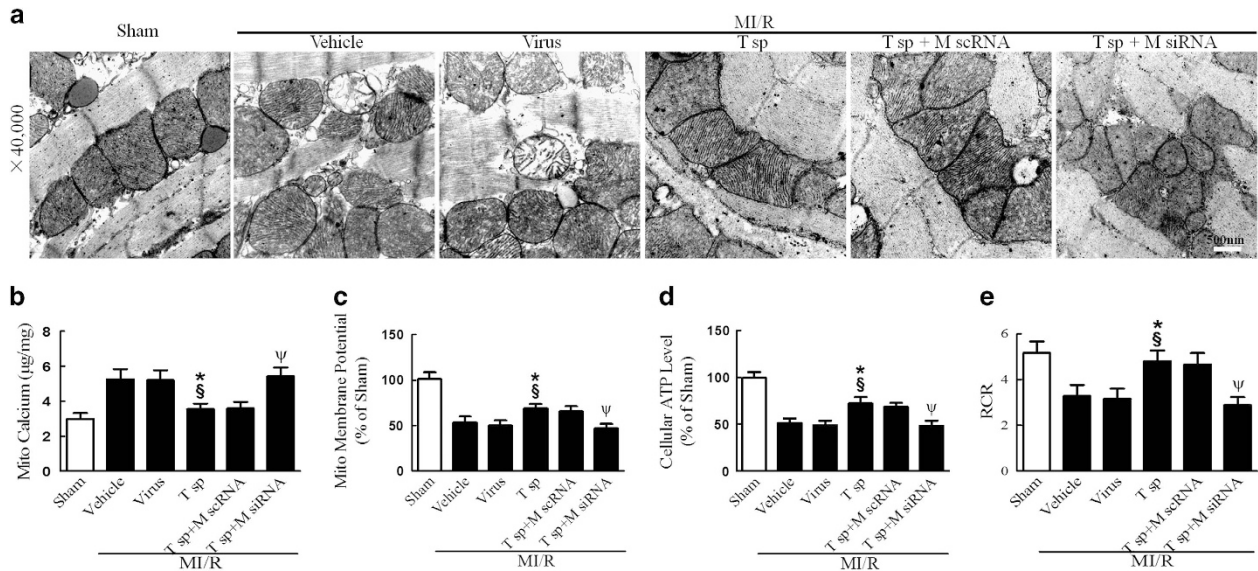 a
MI/R
Sham
Vehicle
Virus
T sp
T sp + M scRNA
T sp + M siRNA
× 40,000
500nm
b
Mito Calcium (μg/mg)
8
6
4
2
0
*
§
ψ
Sham
Vehicle
Virus
T sp
T sp+M scRNA
T sp+M siRNA
MI/R
c
Mito Membrane Potential
(% of Sham)
150
100
50
0
*
§
ψ
Sham
Vehicle
Virus
T sp
T sp+M scRNA
T sp+M siRNA
MI/R
d
Cellular ATP Level
(% of Sham)
150
100
50
0
*
§
ψ
Sham
Vehicle
Virus
T sp
T sp+M scRNA
T sp+M siRNA
MI/R
e
RCR
6
4
2
0
*
§
ψ
Sham
Vehicle
Virus
T sp
T sp+M scRNA
T sp+M siRNA
MI/R